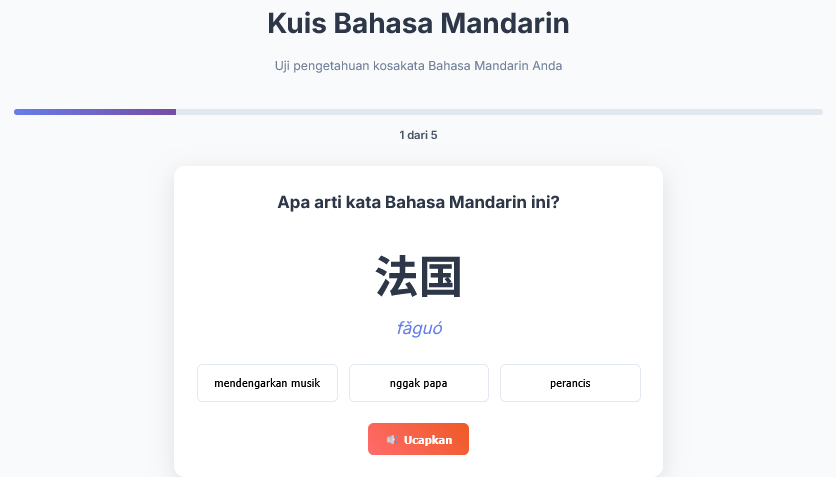 Kuis Bahasa Mandarin
Uji pengetahuan kosakata Bahasa Mandarin Anda
1 dari 5
Apa arti kata Bahasa Mandarin ini?
法国
fǎguó
mendengarkan musik
nggak papa
perancis
Ucapkan